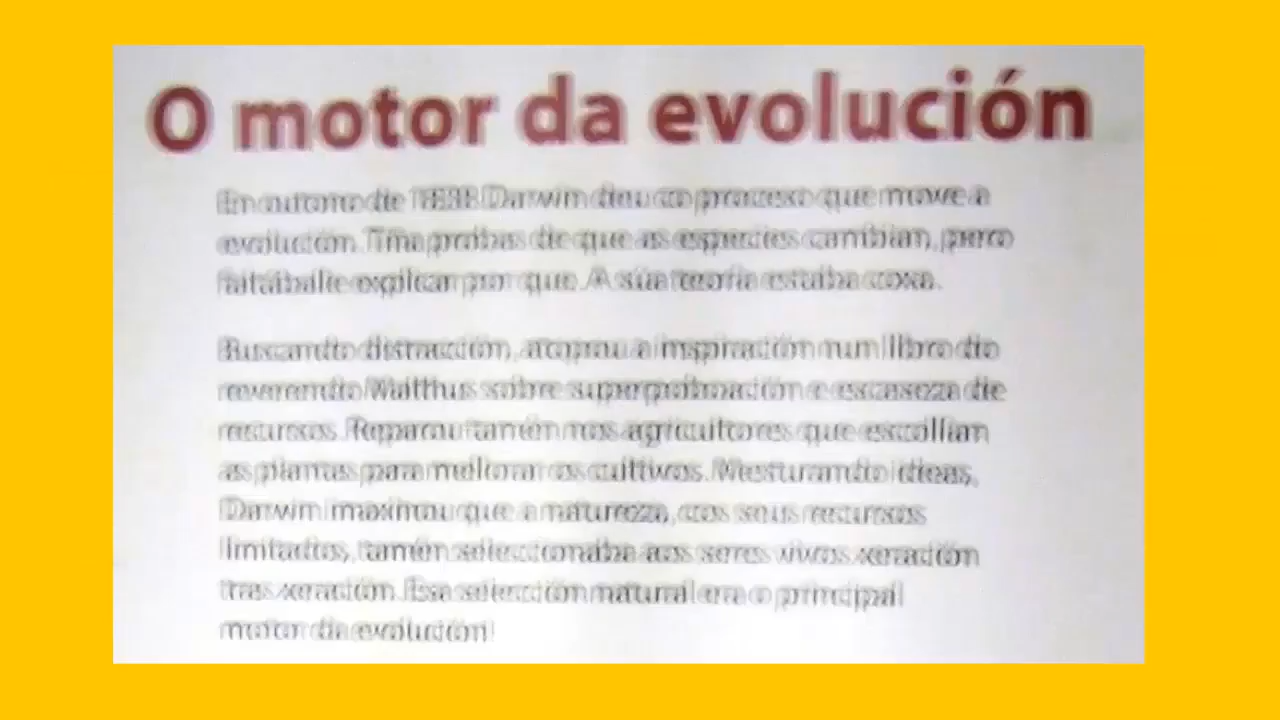 O motor da evolución
En outono de 1838 Darwin deu co proceso que move a
evolución. Tiña probas de que as especies cambian, pero
faltáballe explicar por que. A súa teoría estaba coxa.
Buscando distracción, atopou a inspiración nun libro do
reverendo Malthus sobre superpoboación e escaseza de
recursos. Reparou tamén nos agricultores que escollían
as plantas para mellorar os cultivos. Mesturando ideas,
Darwin imaxinou que a natureza, cos seus recursos
limitados, tamén seleccionaba aos seres vivos xeración
tras xeración. Esa selección natural era o principal
motor da evolución!